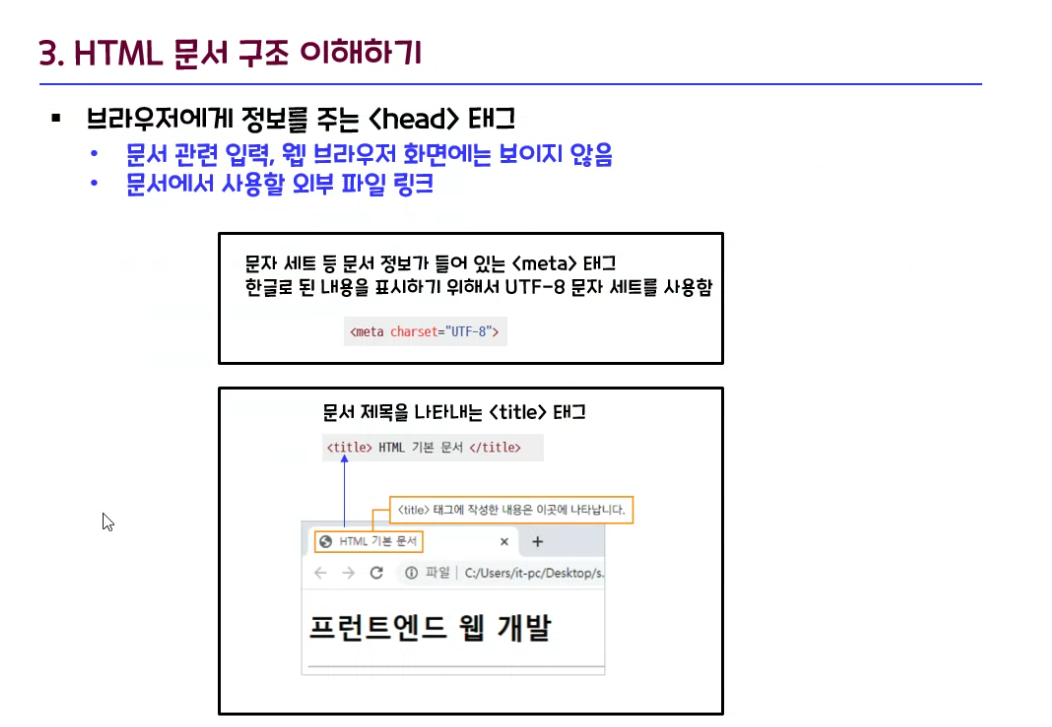 3. HTML 문서 구조 이해하기
▪ 브라우저에게 정보를 주는 <head> 태그
• 문서 관련 입력, 웹 브라우저 화면에는 보이지 않음
• 문서에서 사용할 외부 파일 링크
문자 세트 등 문서 정보가 들어 있는 <meta> 태그
한글로 된 내용을 표시하기 위해서 UTF-8 문자 세트를 사용함
<meta charset="UTF-8">
문서 제목을 나타내는 <title> 태그
<title> HTML 기본 문서 </title>
<title> 태그에 작성한 내용은 이곳에 나타납니다.
HTML 기본 문서 × +
파일 | C:/Users/it-pc/Desktop/s.
프런트엔드 웹 개발